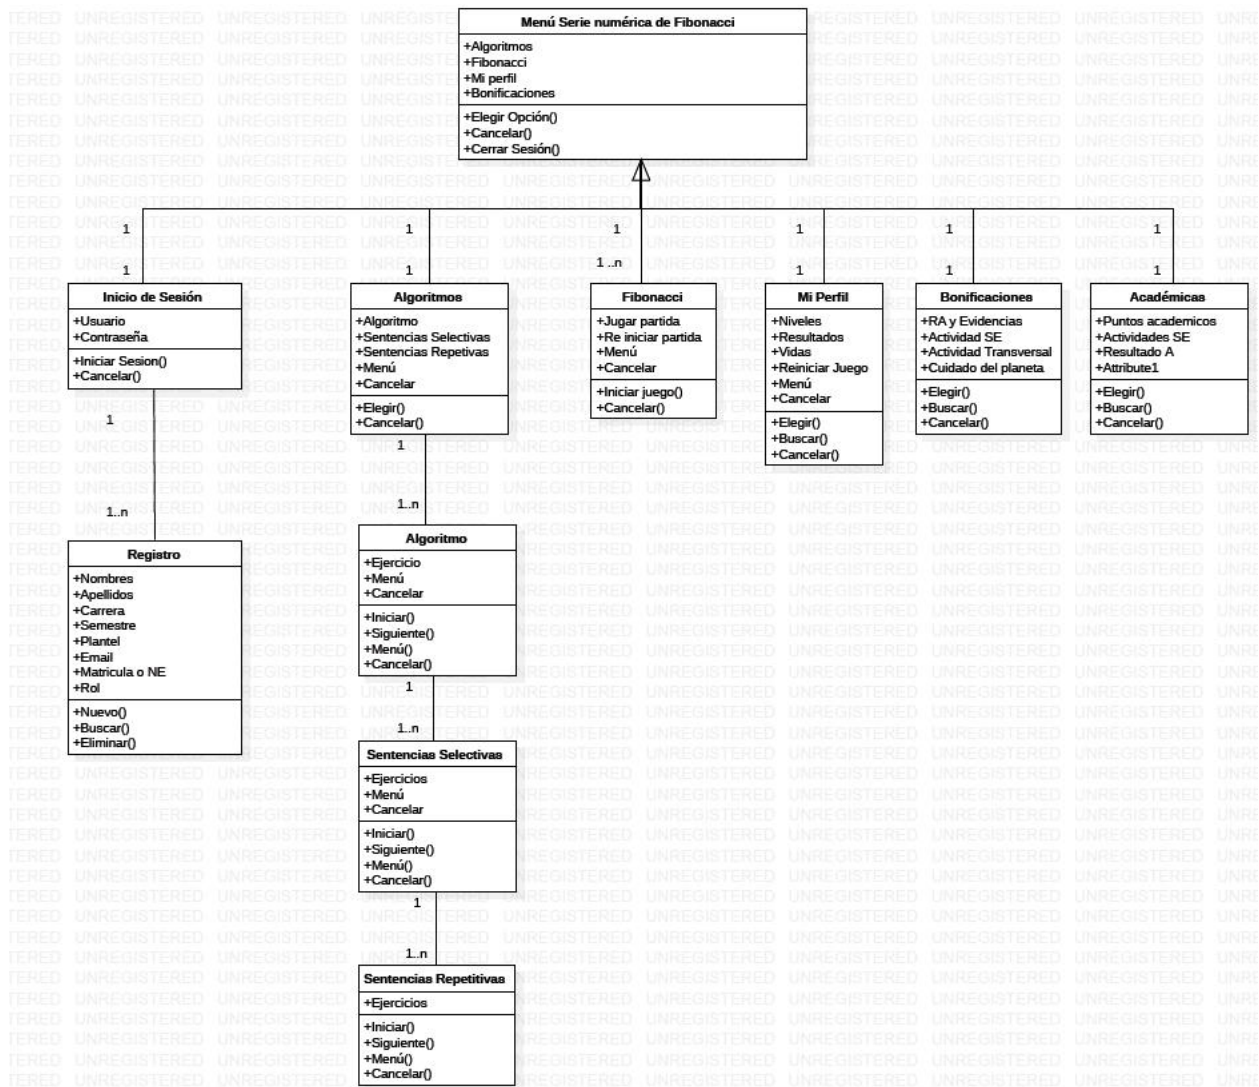 Menú Serie numérica de Fibonacci
+Algoritmos
+Fibonacci
+Mi perfil
+Bonificaciones
+Elegir Opción()
+Cancelar()
+Cerrar Sesión()
1
1
1
1
1
1
1
1
1 ..n
1
1
1
Inicio de Sesión
+Usuario
+Contraseña
+Iniciar Sesion()
+Cancelar()
Algoritmos
+Algoritmo
+Sentencias Selectivas
+Sentencias Repetivas
+Menú
+Cancelar
+Elegir()
+Cancelar()
Fibonacci
+Jugar partida
+Re iniciar partida
+Menú
+Cancelar
+Iniciar juego()
+Cancelar()
Mi Perfil
+Niveles
+Resultados
+Vidas
+Reiniciar Juego
+Menú
+Cancelar
+Elegir()
+Buscar()
+Cancelar()
Bonificaciones
+RA y Evidencias
+Actividad SE
+Actividad Transversal
+Cuidado del planeta
+Elegir()
+Buscar()
+Cancelar()
Académicas
+Puntos academicos
+Actividades SE
+Resultado A
+Attribute1
+Elegir()
+Buscar()
+Cancelar()
1
1..n
Registro
+Nombres
+Apellidos
+Carrera
+Semestre
+Plantel
+Email
+Matricula o NE
+Rol
+Nuevo()
+Buscar()
+Eliminar()
1
1..n
Algoritmo
+Ejercicio
+Menú
+Cancelar
+Iniciar()
+Siguiente()
+Menú()
+Cancelar()
1
1..n
Sentencias Selectivas
+Ejercicios
+Menú
+Cancelar
+Iniciar()
+Siguiente()
+Menú()
+Cancelar()
1
1..n
Sentencias Repetitivas
+Ejercicios
+Iniciar()
+Siguiente()
+Menú()
+Cancelar()
UNREGISTERED